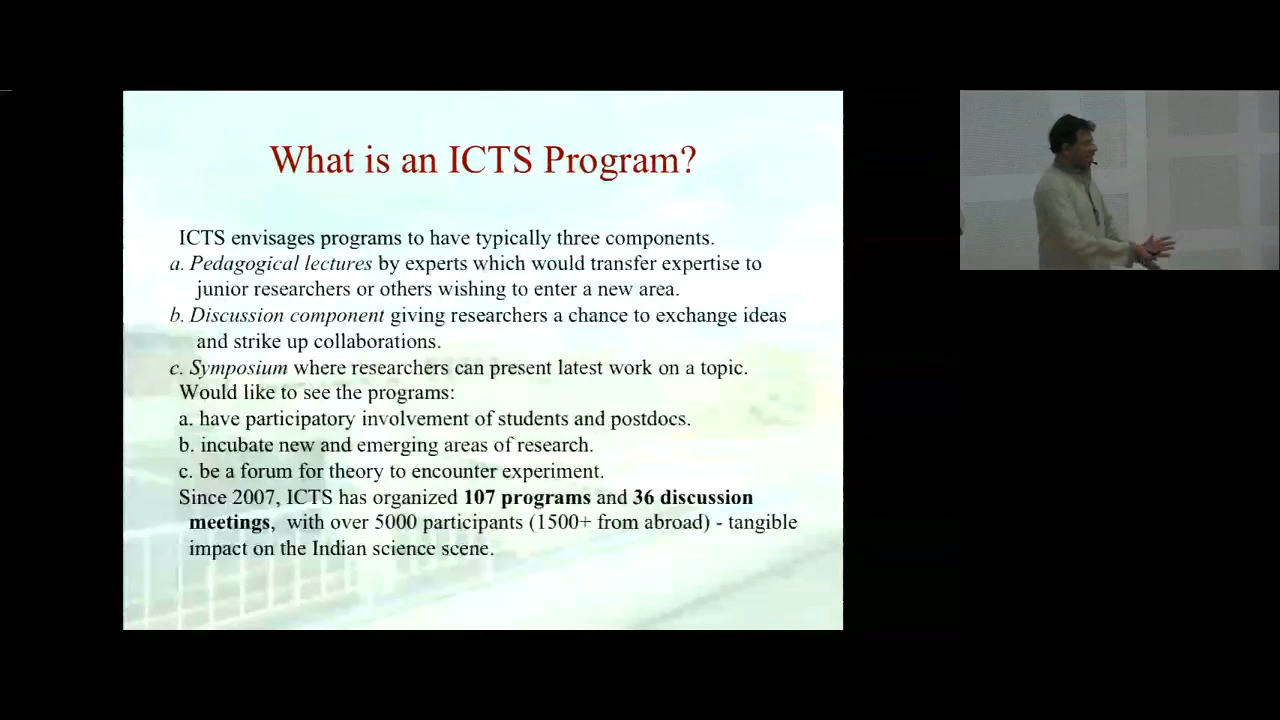 What is an ICTS Program?
ICTS envisages programs to have typically three components.
a. Pedagogical lectures by experts which would transfer expertise to
junior researchers or others wishing to enter a new area.
b. Discussion component giving researchers a chance to exchange ideas
and strike up collaborations.
c. Symposium where researchers can present latest work on a topic.
Would like to see the programs:
a. have participatory involvement of students and postdocs.
b. incubate new and emerging areas of research.
c. be a forum for theory to encounter experiment.
Since 2007, ICTS has organized 107 programs and 36 discussion
meetings, with over 5000 participants (1500+ from abroad) - tangible
impact on the Indian science scene.